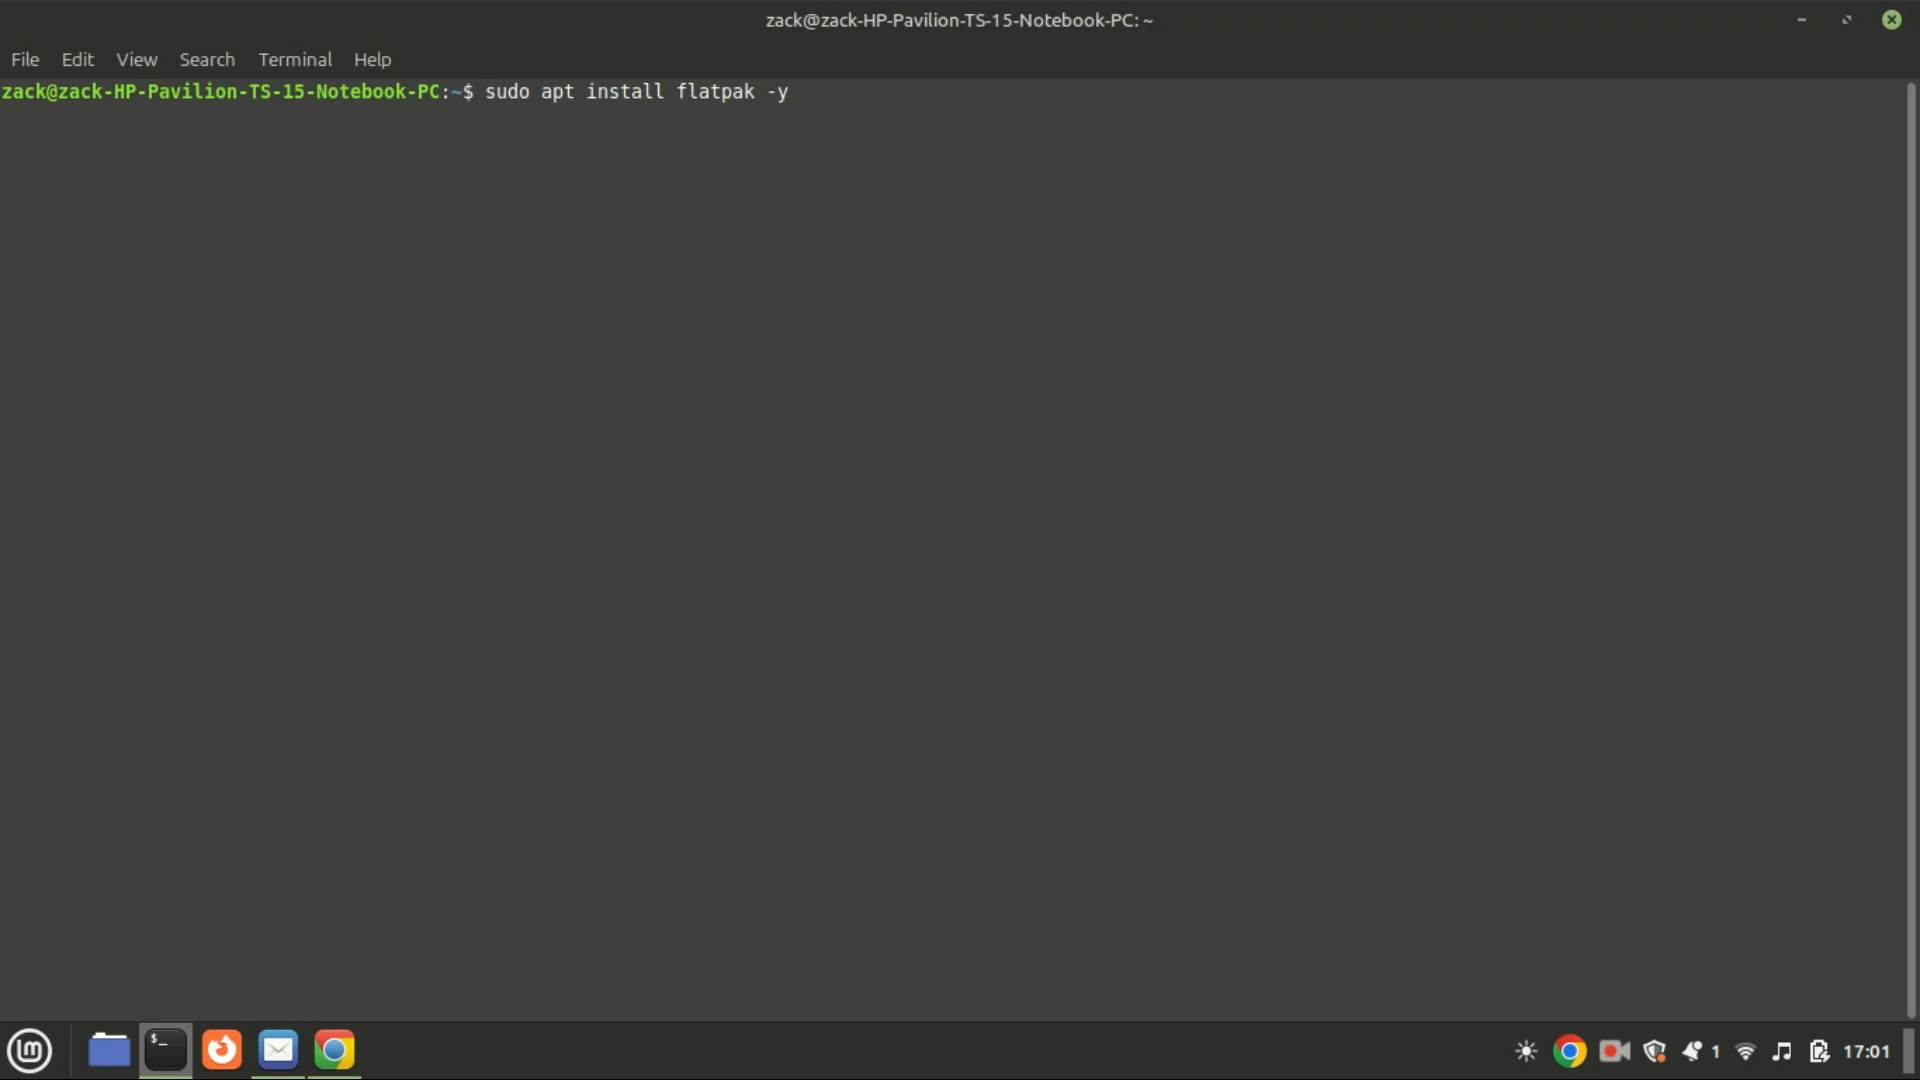 zack@zack-HP-Pavilion-TS-15-Notebook-PC: ~
File Edit View Search Terminal Help
zack@zack-HP-Pavilion-TS-15-Notebook-PC:~$ sudo apt install flatpak -y
$_
lm
1
17:01